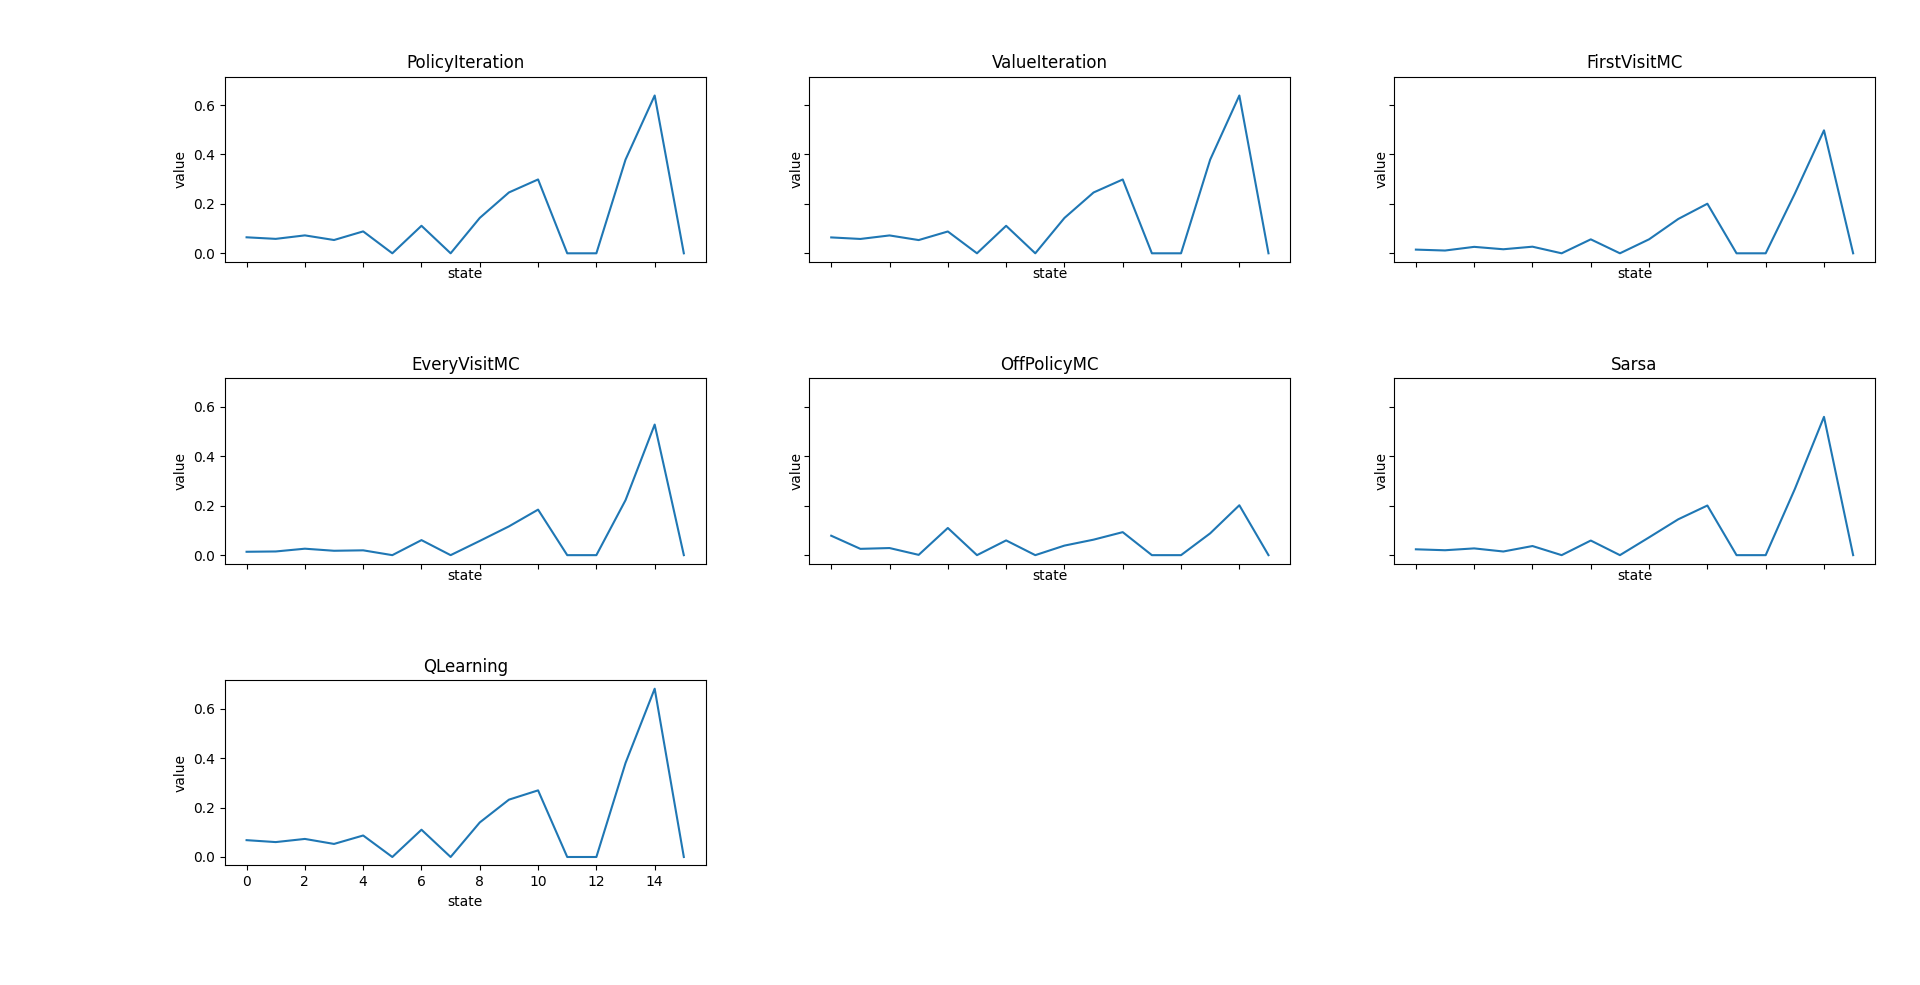 PolicyIteration
0.6
0.4
0.2
0.0
value
state
ValueIteration
value
state
FirstVisitMC
value
state
EveryVisitMC
0.6
0.4
0.2
0.0
value
state
OffPolicyMC
value
state
Sarsa
value
state
QLearning
0.6
0.4
0.2
0.0
value
0 2 4 6 8 10 12 14
state